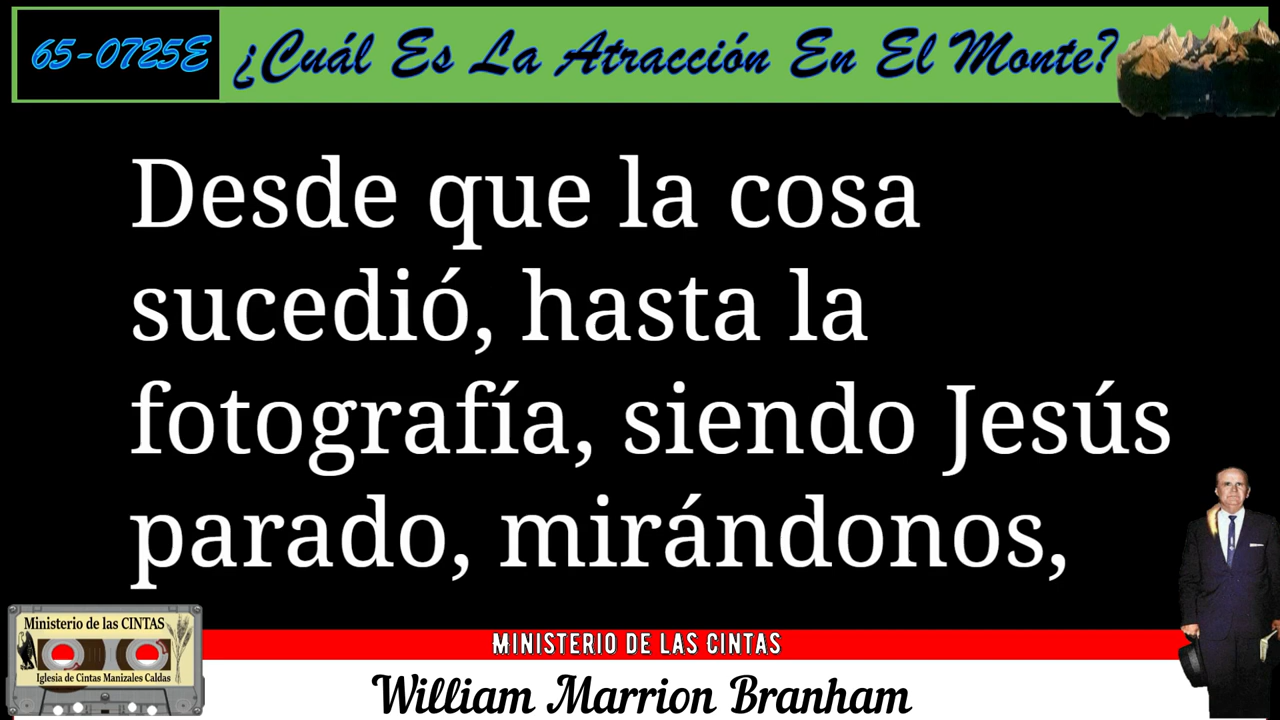 65-0725E ¿Cuál Es La Atracción En El Monte?
Desde que la cosa
sucedió, hasta la
fotografía, siendo Jesús
parado, mirándonos,
Ministerio de las CINTAS
Iglesia de Cintas Manizales Caldas
MINISTERIO DE LAS CINTAS
William Marrion Branham